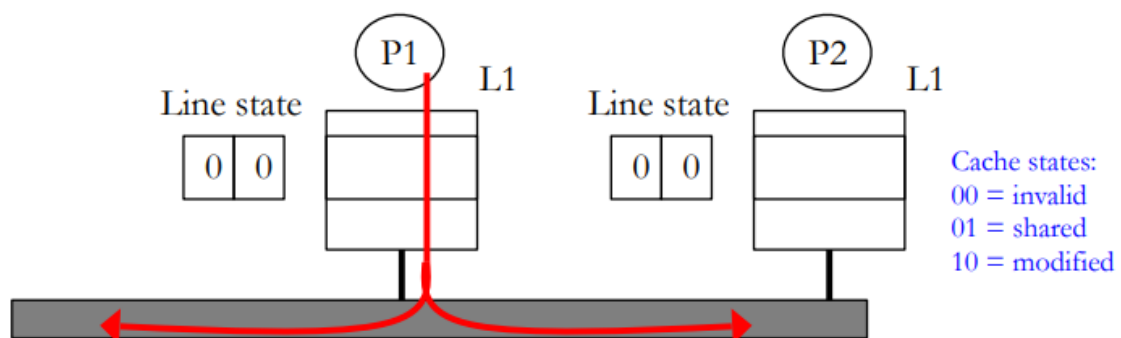 P1
P2
L1
L1
Line state
Line state
0 0
0 0
Cache states:
00 = invalid
01 = shared
10 = modified